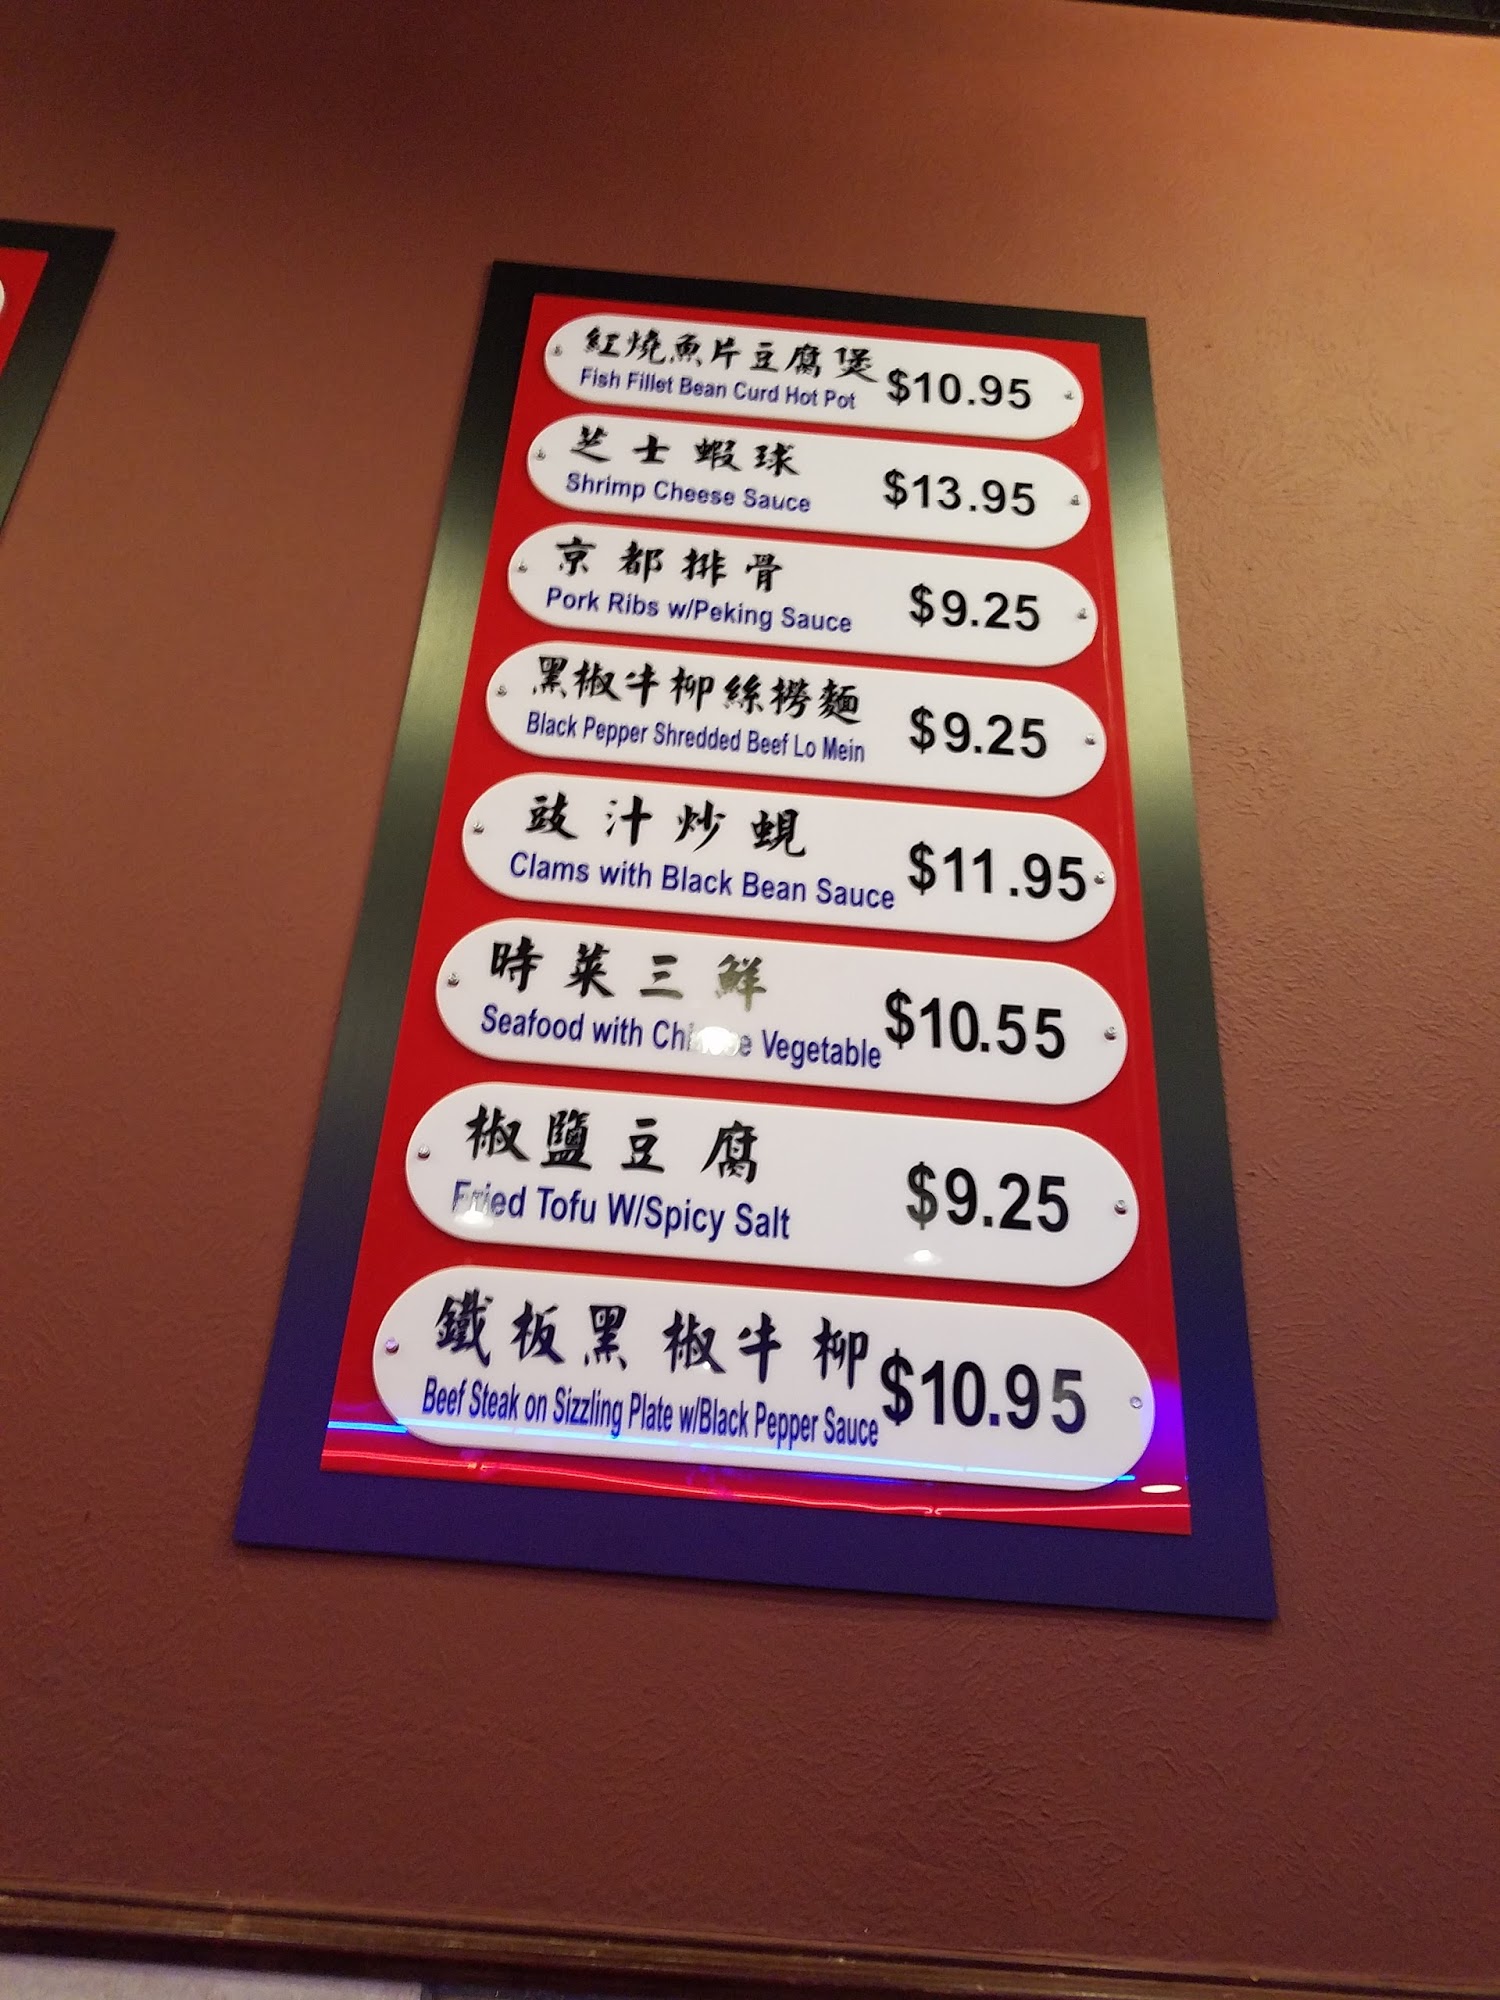 紅燒魚片豆腐煲
Fish Fillet Bean Curd Hot Pot
$10.95
芝士蝦球
Shrimp Cheese Sauce
$13.95
京都排骨
Pork Ribs w/Peking Sauce
$9.25
黑椒牛柳絲撈麵
Black Pepper Shredded Beef Lo Mein
$9.25
豉汁炒蜆
Clams with Black Bean Sauce
$11.95
時菜三鮮
Seafood with Chinese Vegetable
$10.55
椒鹽豆腐
Fried Tofu W/Spicy Salt
$9.25
鐵板黑椒牛柳
Beef Steak on Sizzling Plate w/Black Pepper Sauce
$10.95